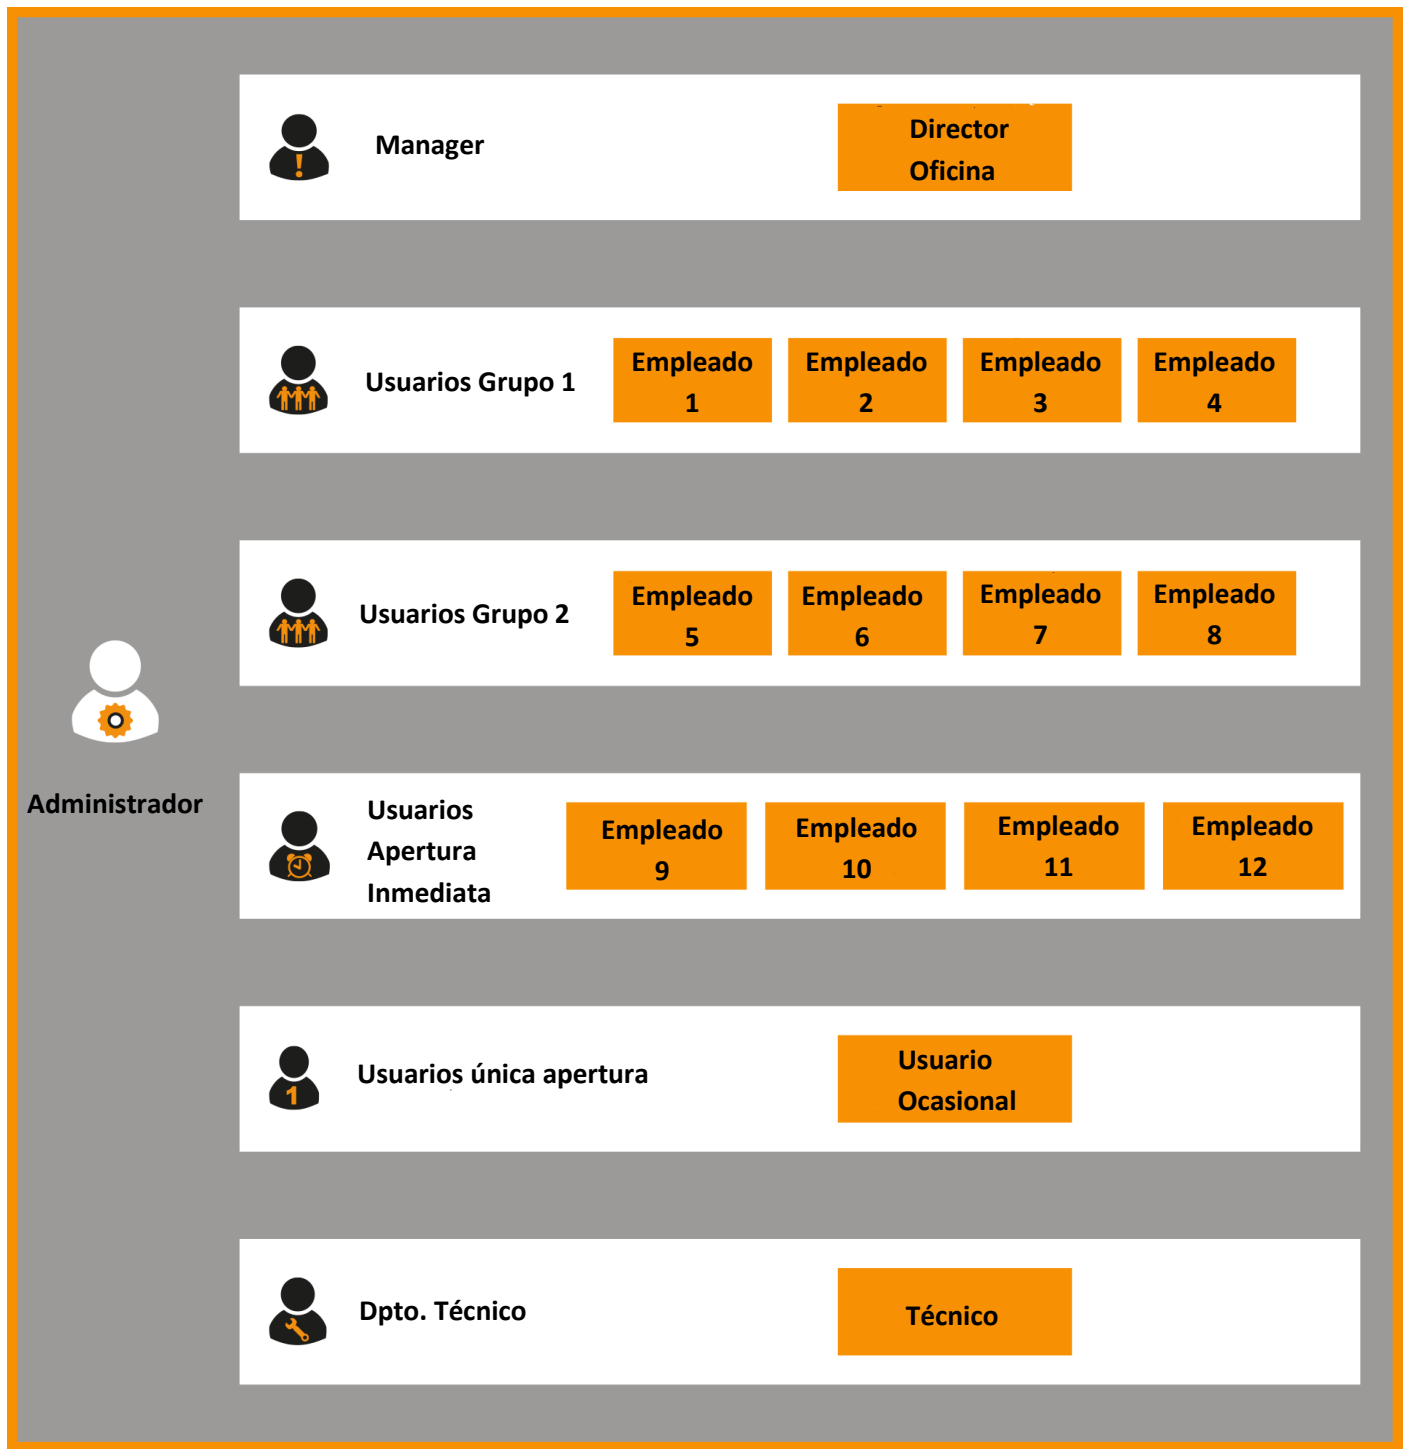 Manager
Director
Oficina
Usuarios Grupo 1
Empleado
1
Empleado
2
Empleado
3
Empleado
4
Usuarios Grupo 2
Empleado
5
Empleado
6
Empleado
7
Empleado
8
Administrador
Usuarios
Apertura
Inmediata
Empleado
9
Empleado
10
Empleado
11
Empleado
12
1
Usuarios única apertura
Usuario
Ocasional
Dpto. Técnico
Técnico